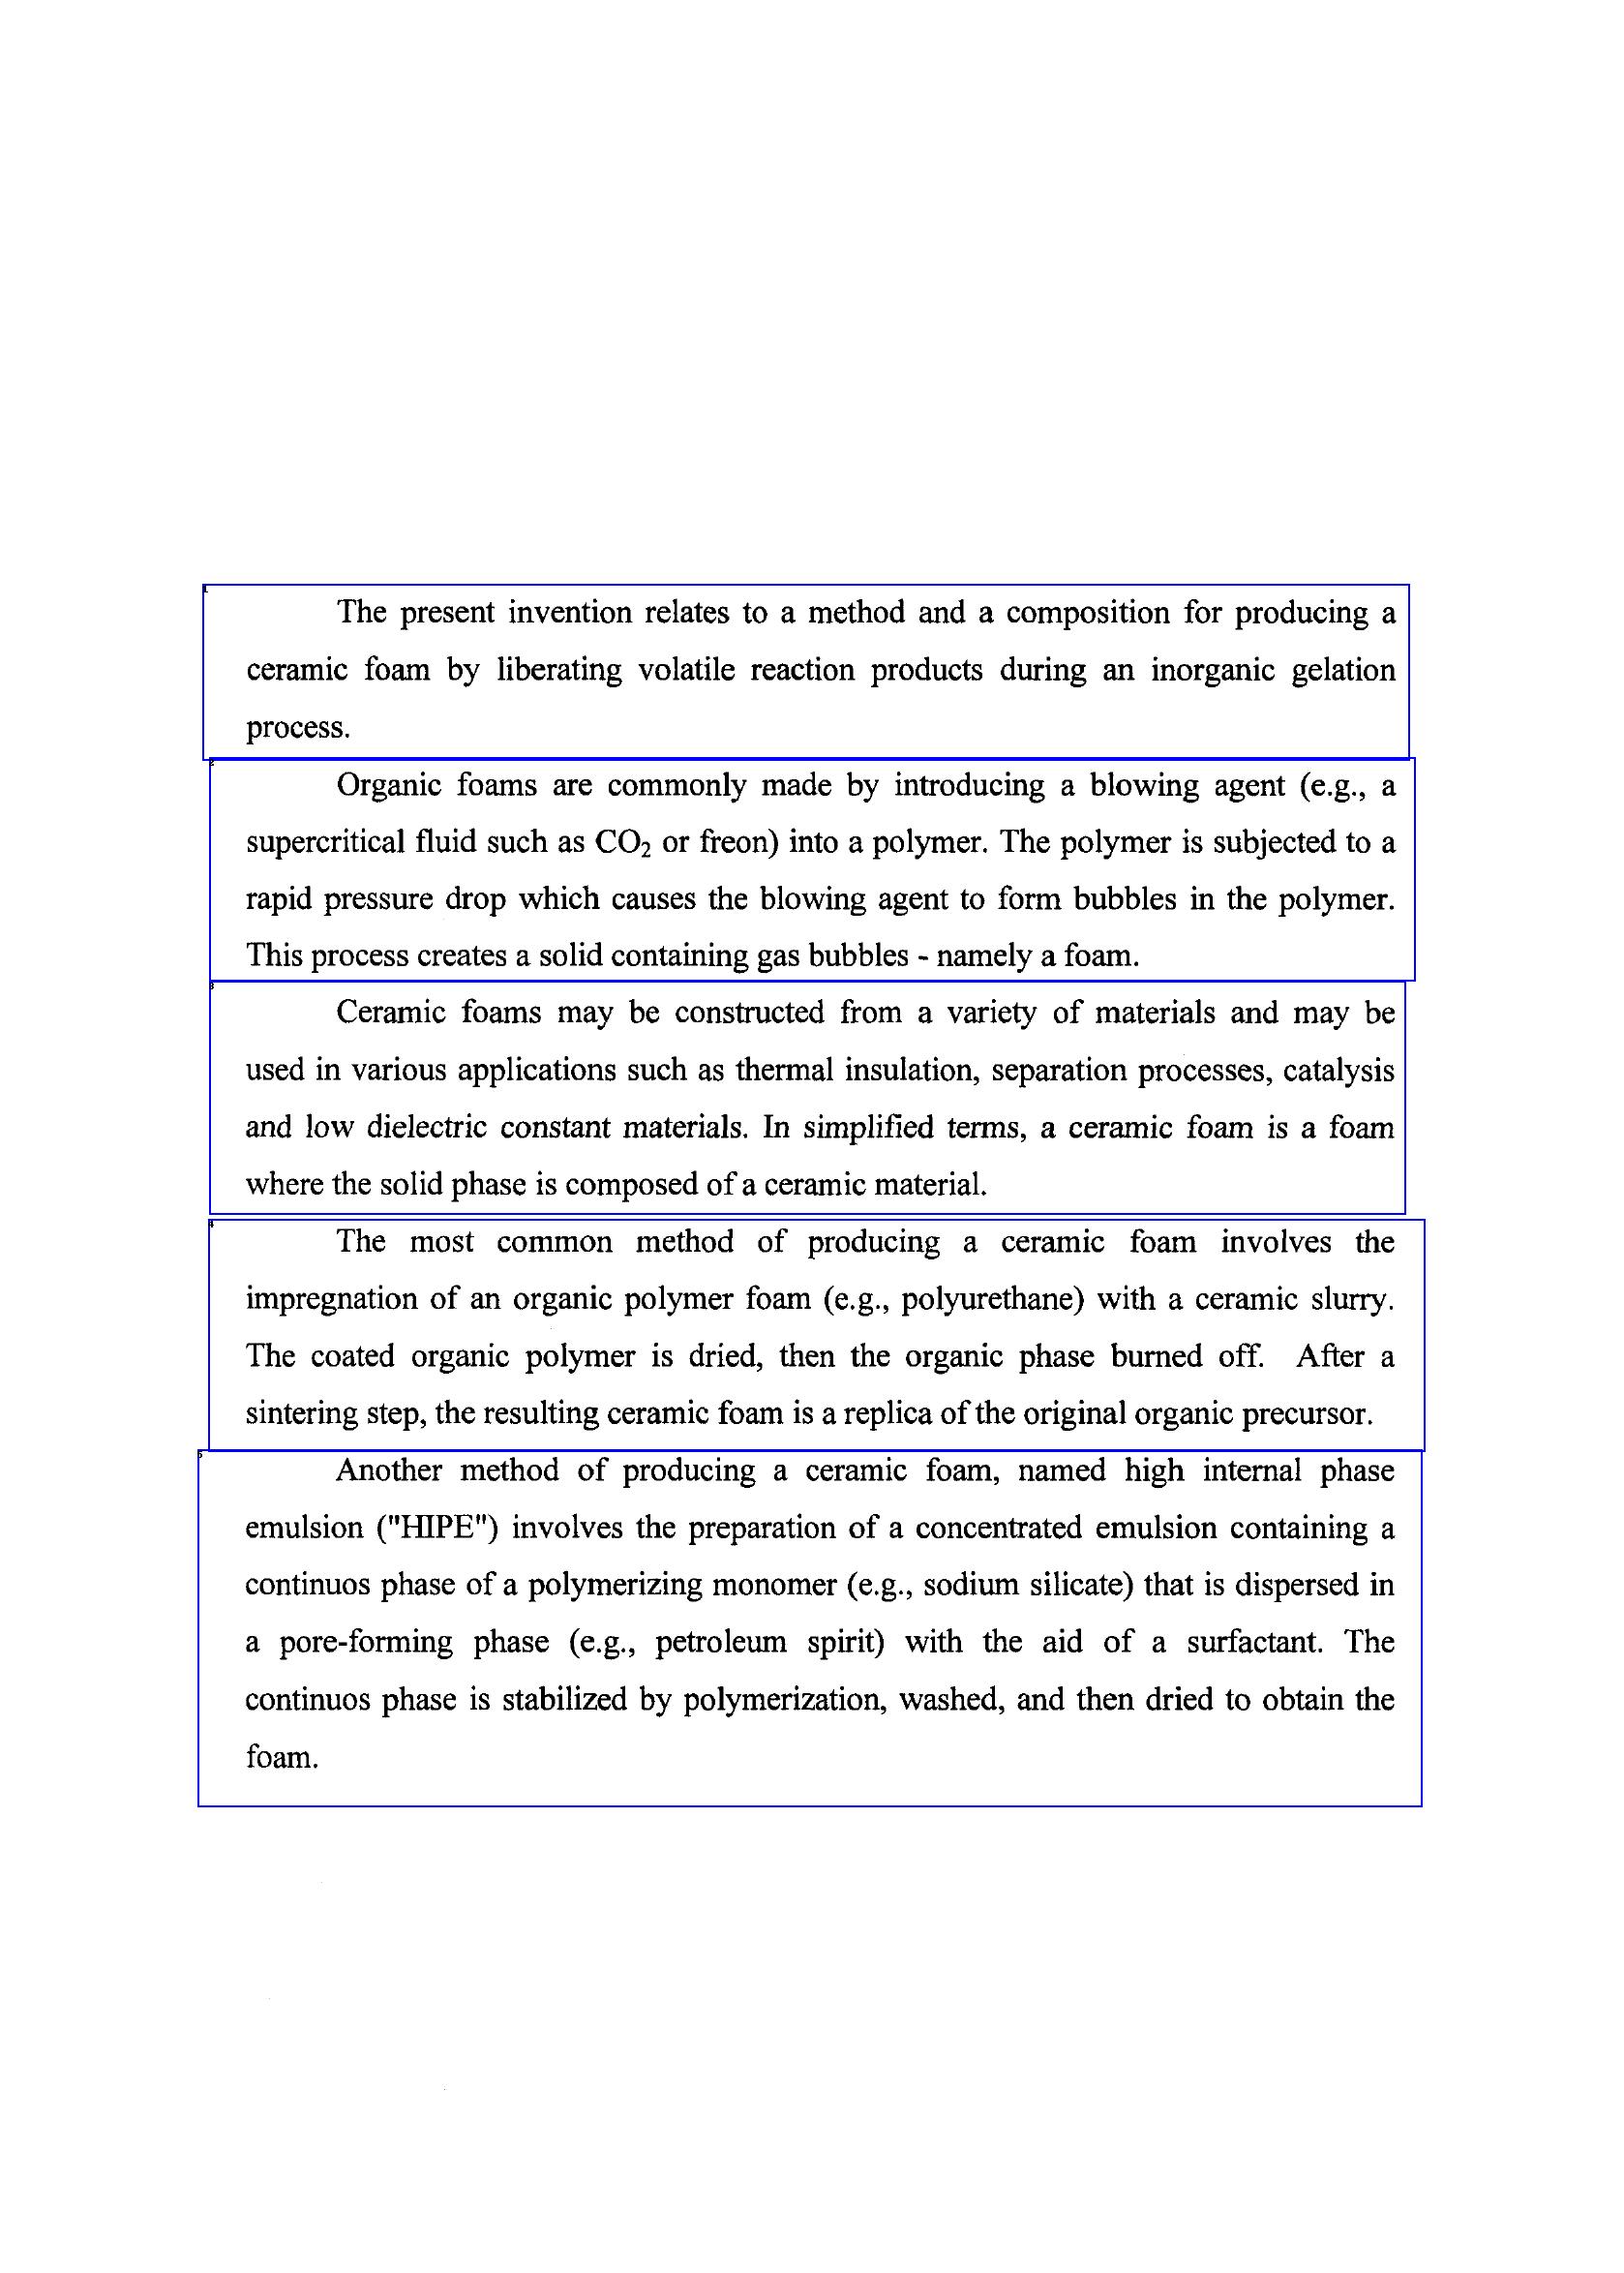 The present invention relates to a method and a composition for producing a
ceramic foam by liberating volatile reaction products during an inorganic gelation
process.
Organic foams are commonly made by introducing a blowing agent (e.g., a
supercritical fluid such as CO₂ or freon) into a polymer. The polymer is subjected to a
rapid pressure drop which causes the blowing agent to form bubbles in the polymer.
This process creates a solid containing gas bubbles - namely a foam.
Ceramic foams may be constructed from a variety of materials and may be
used in various applications such as thermal insulation, separation processes, catalysis
and low dielectric constant materials. In simplified terms, a ceramic foam is a foam
where the solid phase is composed of a ceramic material.
The most common method of producing a ceramic foam involves the
impregnation of an organic polymer foam (e.g., polyurethane) with a ceramic slurry.
The coated organic polymer is dried, then the organic phase burned off. After a
sintering step, the resulting ceramic foam is a replica of the original organic precursor.
Another method of producing a ceramic foam, named high internal phase
emulsion ("HIPE") involves the preparation of a concentrated emulsion containing a
continuos phase of a polymerizing monomer (e.g., sodium silicate) that is dispersed in
a pore-forming phase (e.g., petroleum spirit) with the aid of a surfactant. The
continuos phase is stabilized by polymerization, washed, and then dried to obtain the
foam.